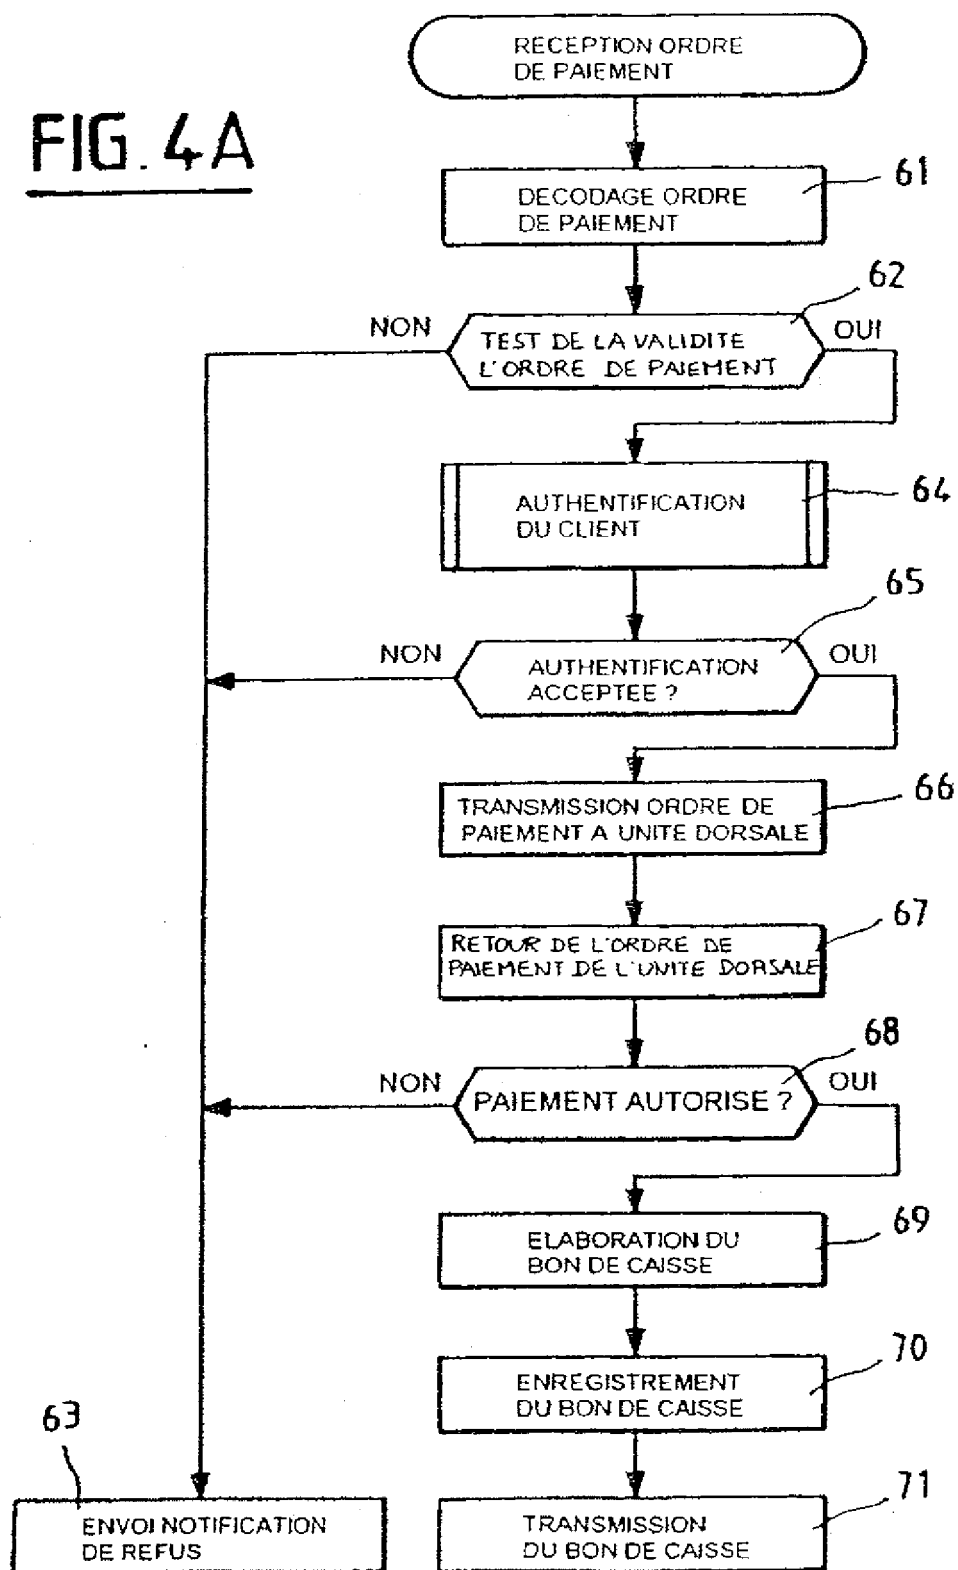 RECEPTION ORDRE
DE PAIEMENT
FIG. 4A
61
DECODAGE ORDRE
DE PAIEMENT
62
NON
TEST DE LA VALIDITE
L'ORDRE DE PAIEMENT
OUI
64
AUTHENTIFICATION
DU CLIENT
65
NON
AUTHENTIFICATION
ACCEPTEE ?
OUI
66
TRANSMISSION ORDRE DE
PAIEMENT A UNITE DORSALE
67
RETOUR DE L'ORDRE DE
PAIEMENT DE L'UNITE DORSALE
68
NON
PAIEMENT AUTORISE ?
OUI
69
ELABORATION DU
BON DE CAISSE
70
ENREGISTREMENT
DU BON DE CAISSE
63
71
ENVOI NOTIFICATION
DE REFUS
TRANSMISSION
DU BON DE CAISSE